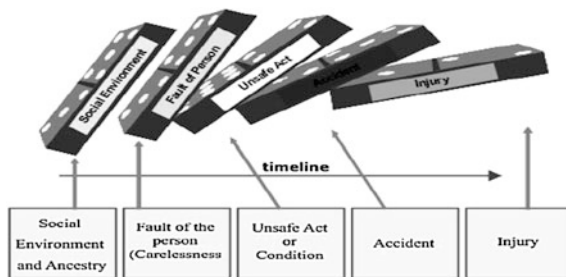 Social Environment
Fault of Person
Unsafe Act
Accident
Injury
timeline
Social
Environment
and Ancestry
Fault of the
person
(Carelessness
Unsafe Act
or
Condition
Accident
Injury